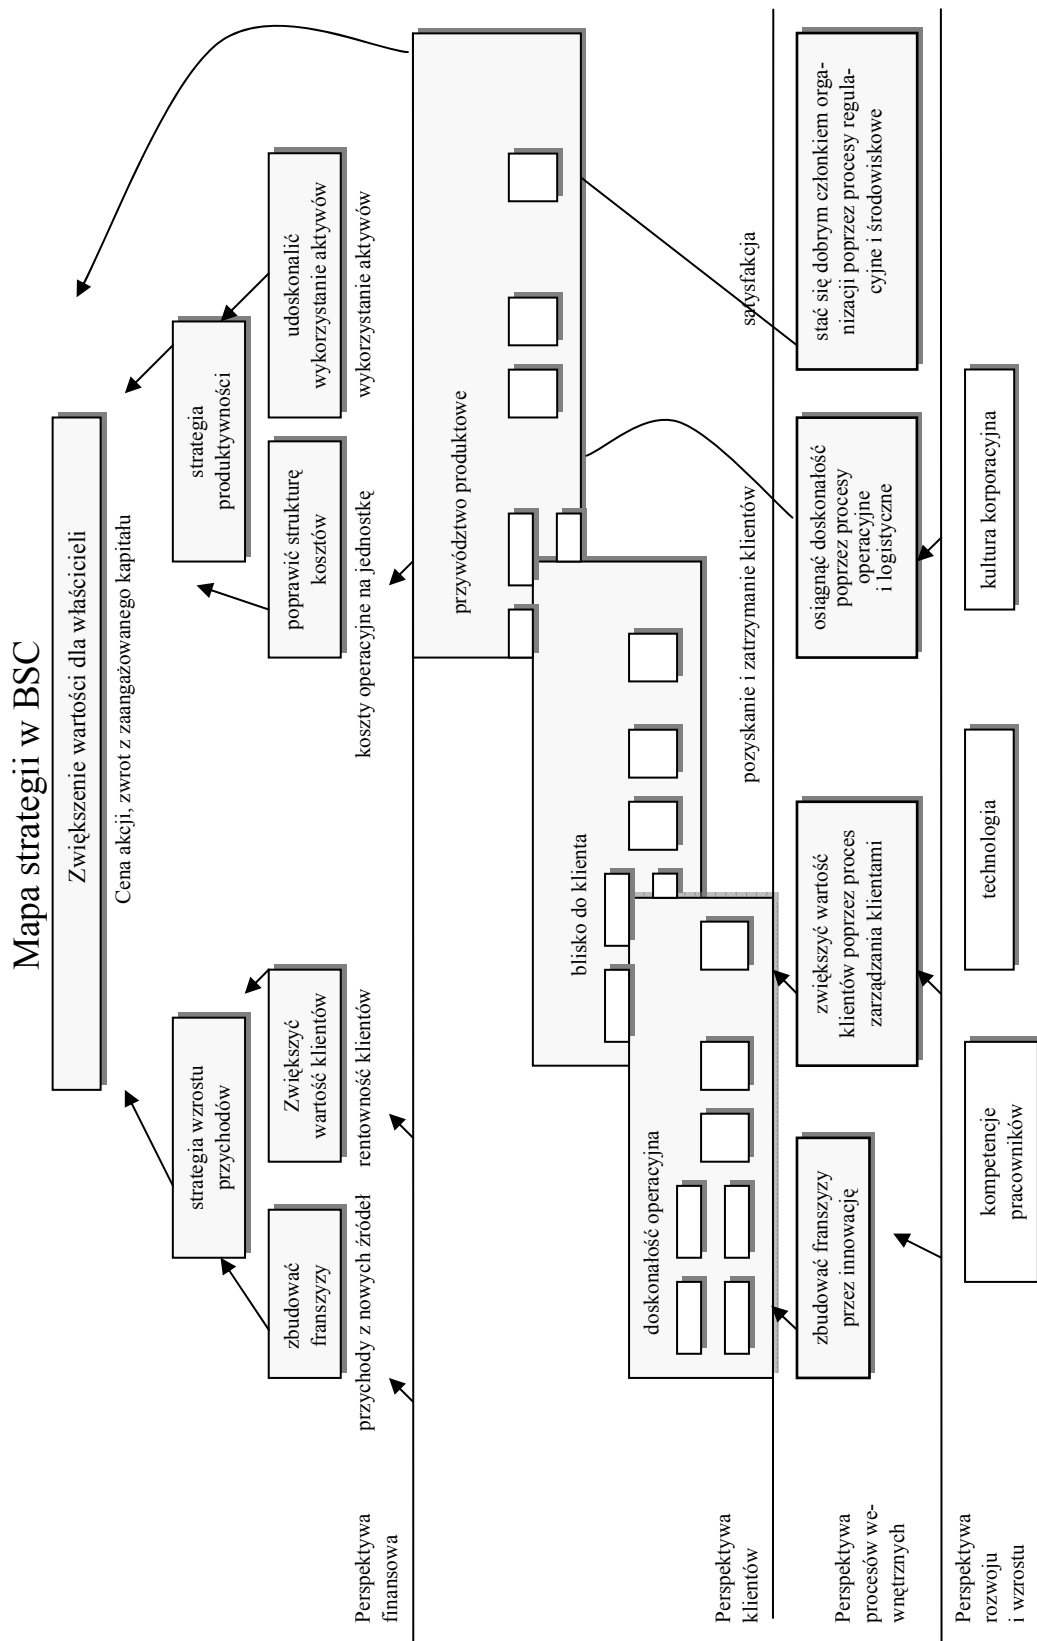 Mapa strategii w BSC
Zwiększenie wartości dla właścicieli
Cena akcji, zwrot z zaangażowanego kapitału
strategia wzrostu
przychodów
strategia
produktywności
zbudować
franszyzy
Zwiększyć
wartość klientów
poprawić strukturę
kosztów
udoskonalić
wykorzystanie aktywów
Perspektywa
finansowa
przychody z nowych źródeł
rentowność klientów
koszty operacyjne na jednostkę
wykorzystanie aktywów
przywództwo produktowe
blisko do klienta
doskonałość operacyjna
Perspektywa
klientów
pozyskanie i zatrzymanie klientów
satysfakcja
Perspektywa
procesów we-
wnętrznych
zbudować franszyzy
przez innowację
zwiększyć wartość
klientów poprzez proces
zarządzania klientami
osiągnąć doskonałość
poprzez procesy
operacyjne
i logistyczne
stać się dobrym członkiem orga-
nizacji poprzez procesy regula-
cyjne i środowiskowe
Perspektywa
rozwoju
i wzrostu
kompetencje
pracowników
technologia
kultura korporacyjna